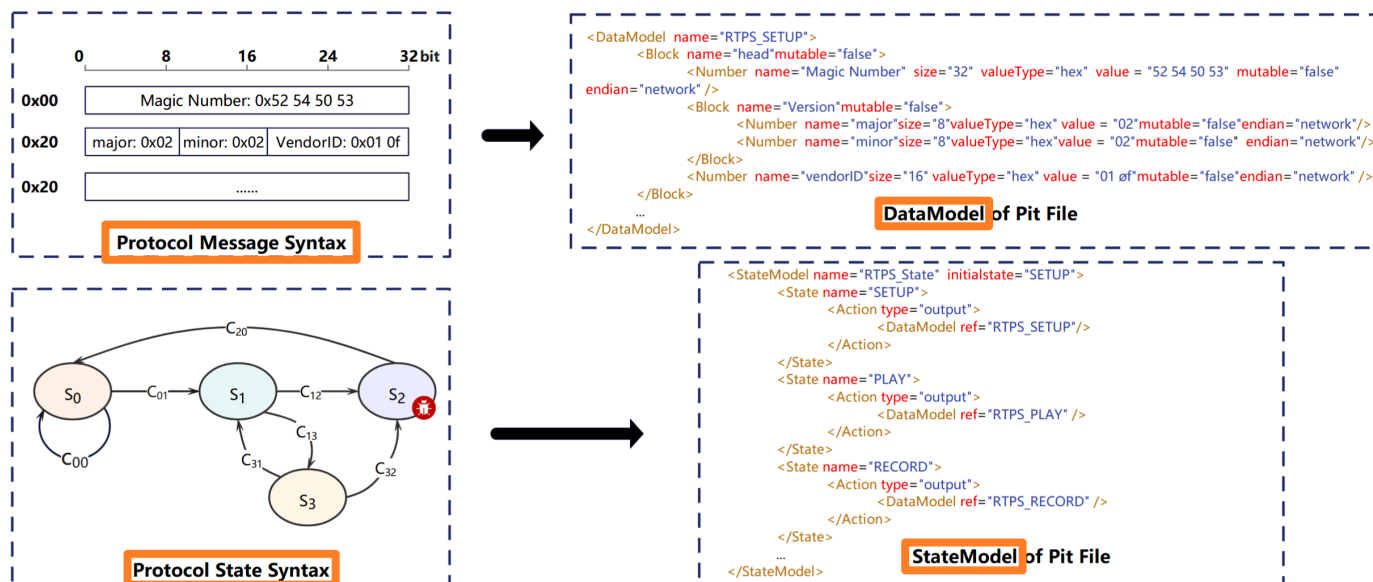 0 8 16 24 32 bit
0x00 Magic Number: 0x52 54 50 53
0x20 major: 0x02 minor: 0x02 VendorID: 0x01 0f
0x20 ......
Protocol Message Syntax
<DataModel name="RTPS_SETUP">
<Block name="head"mutable="false">
<Number name="Magic Number" size="32" valueType="hex" value = "52 54 50 53" mutable="false"
endian="network" />
<Block name="Version"mutable="false">
<Number name="major"size="8"valueType="hex" value = "02"mutable="false"endian="network"/>
<Number name="minor"size="8"valueType="hex"value = "02"mutable="false" endian="network"/>
</Block>
<Number name="vendorID"size="16" valueType="hex" value = "01 øf"mutable="false"endian="network" />
</Block>
...
</DataModel>
DataModel of Pit File
C20
S0 C01 S1 C12 S2
C00
C13
C31
C32
S3
Protocol State Syntax
<StateModel name="RTPS_State" initialstate="SETUP">
<State name="SETUP">
<Action type="output">
<DataModel ref="RTPS_SETUP"/>
</Action>
</State>
<State name="PLAY">
<Action type="output">
<DataModel ref="RTPS_PLAY" />
</Action>
</State>
<State name="RECORD">
<Action type="output">
<DataModel ref="RTPS_RECORD" />
</Action>
</State>
...
</StateModel>
StateModel of Pit File